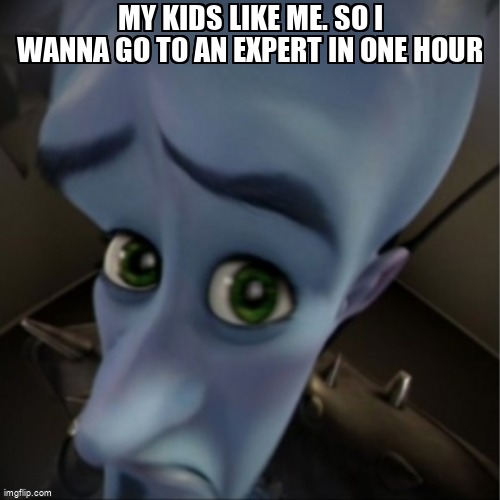 MY KIDS LIKE ME. SO I
WANNA GO TO AN EXPERT IN ONE HOUR
imgflip.com